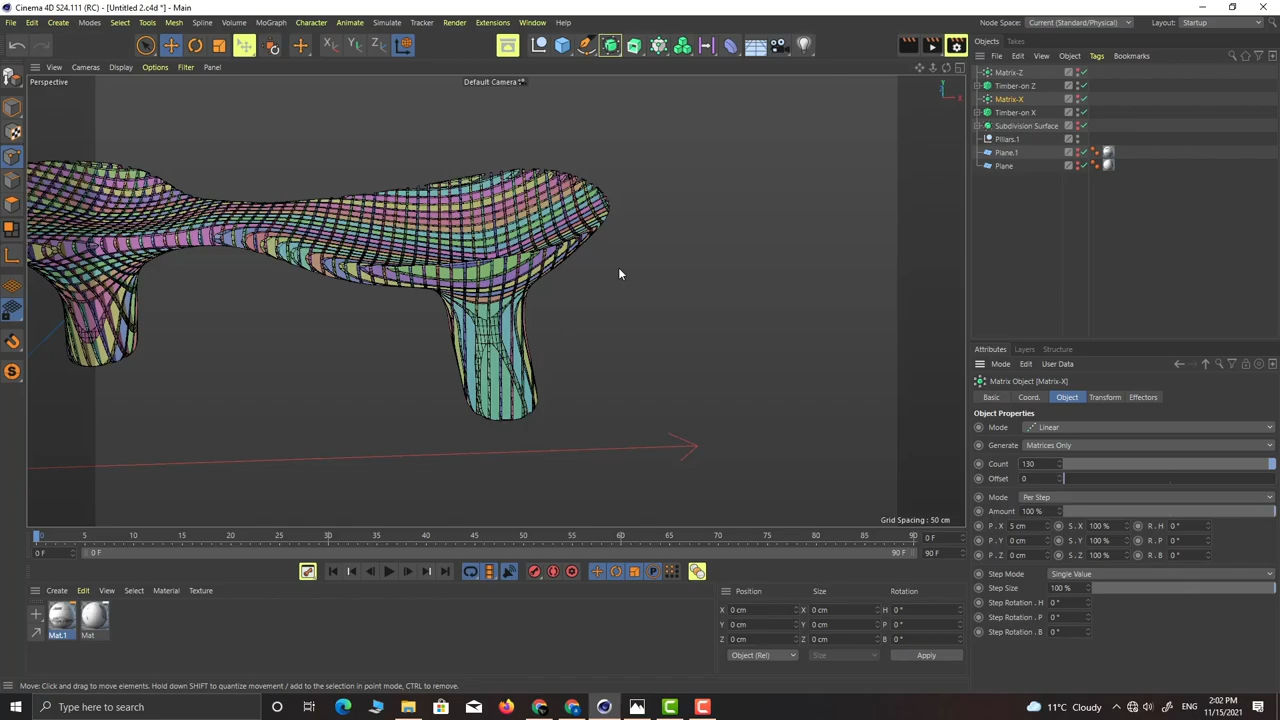 Cinema 4D S24.111 (RC) - [Untitled 2.c4d *] - Main
File Edit Create Modes Select Tools Mesh Spline Volume MoGraph Character Animate Simulate Tracker Render Extensions Window Help
Node Space: Current (Standard/Physical) Layout: Startup
X Y Z
View Cameras Display Options Filter Panel
Perspective
Default Camera
Y
X
Grid Spacing : 50 cm
Objects Takes
File Edit View Object Tags Bookmarks
Matrix-Z
Timber-on Z
Matrix-X
Timber-on X
Subdivision Surface
Pillars.1
Plane.1
Plane
Attributes Layers Structure
Mode Edit User Data
Matrix Object [Matrix-X]
Basic Coord. Object Transform Effectors
Object Properties
Mode Linear
Generate Matrices Only
Count 130
Offset 0
Mode Per Step
Amount 100 %
P . X 5 cm S . X 100 % R . H 0 °
P . Y 0 cm S . Y 100 % R . P 0 °
P . Z 0 cm S . Z 100 % R . B 0 °
Step Mode Single Value
Step Size 100 %
Step Rotation . H 0 °
Step Rotation . P 0 °
Step Rotation . B 0 °
0 5 10 15 20 25 30 35 40 45 50 55 60 65 70 75 80 85 90 0 F
0 F 0 F 90 F 90 F
Create Edit View Select Material Texture
Mat.1 Mat
Position Size Rotation
X 0 cm X 0 cm H 0 °
Y 0 cm Y 0 cm P 0 °
Z 0 cm Z 0 cm B 0 °
Object (Rel) Size Apply
Move: Click and drag to move elements. Hold down SHIFT to quantize movement / add to the selection in point mode, CTRL to remove.
Type here to search
11°C Cloudy
2:02 PM
11/15/2021